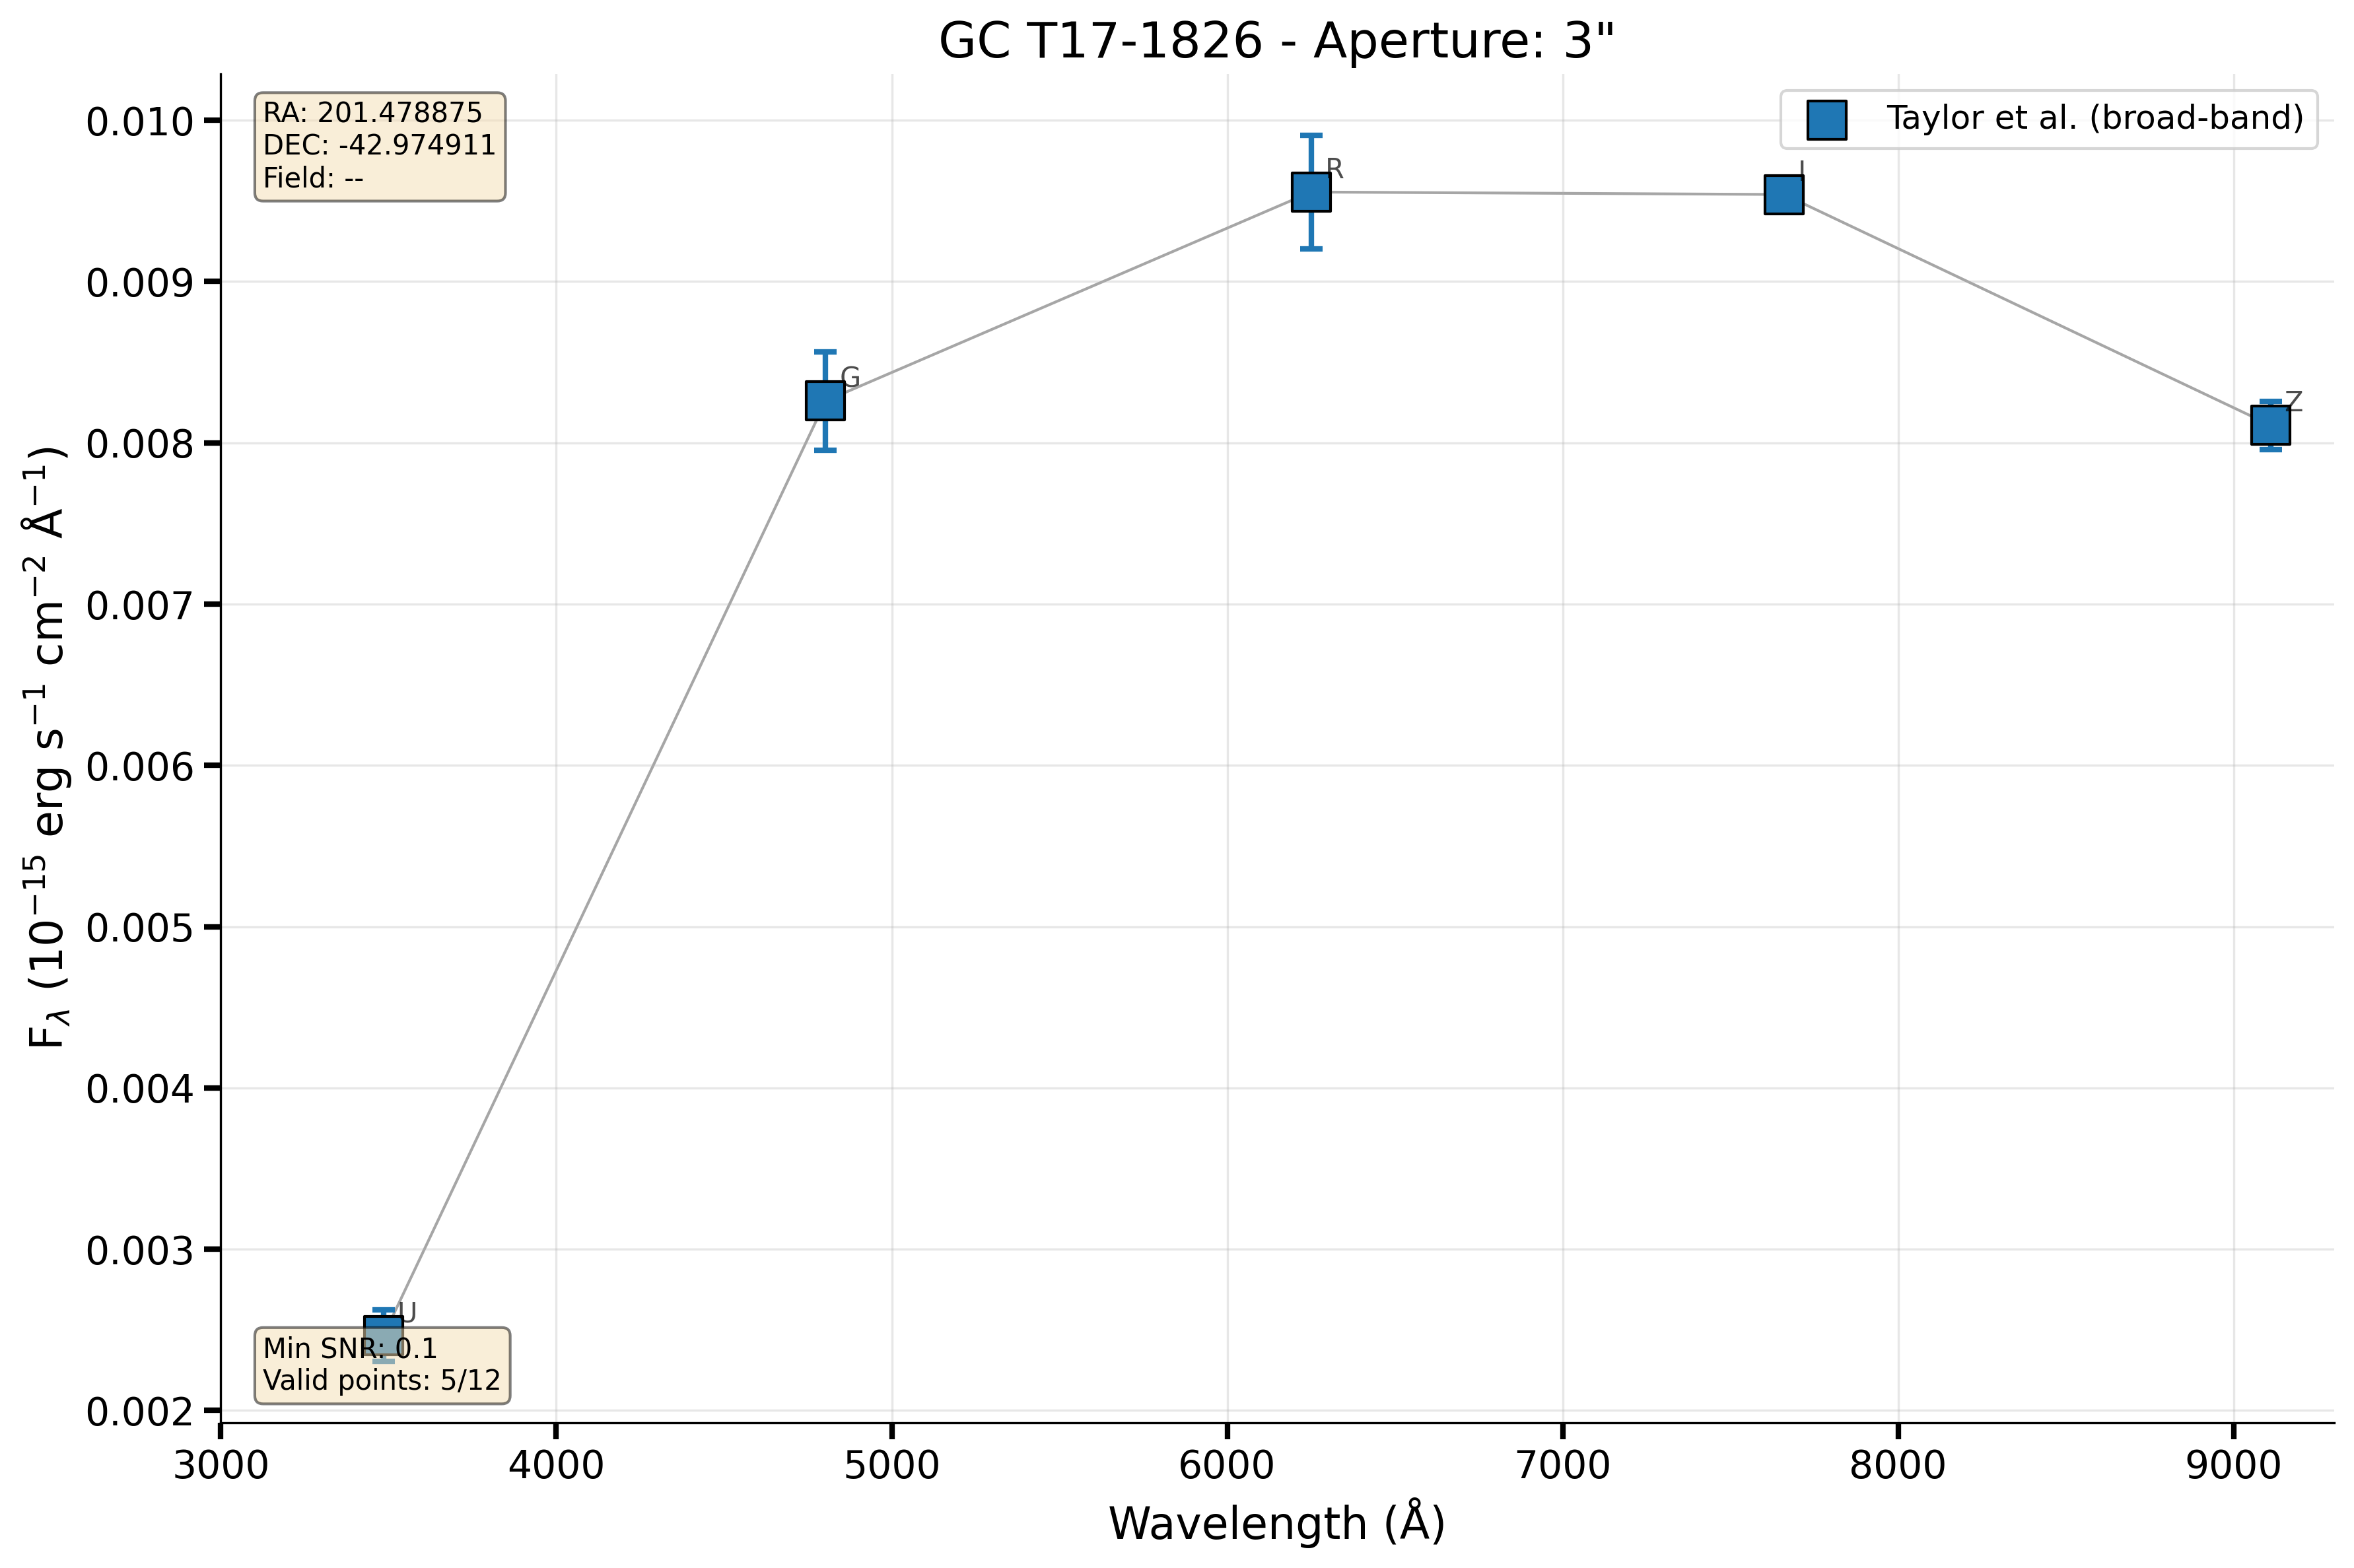 GC T17-1826 - Aperture: 3"
RA: 201.478875
DEC: -42.974911
Field: --
Taylor et al. (broad-band)
0.010
0.009
0.008
0.007
0.006
0.005
0.004
0.003
0.002
F_λ (10⁻¹⁵ erg s⁻¹ cm⁻² Å⁻¹)
R
I
G
Z
U
Min SNR: 0.1
Valid points: 5/12
3000 4000 5000 6000 7000 8000 9000
Wavelength (Å)